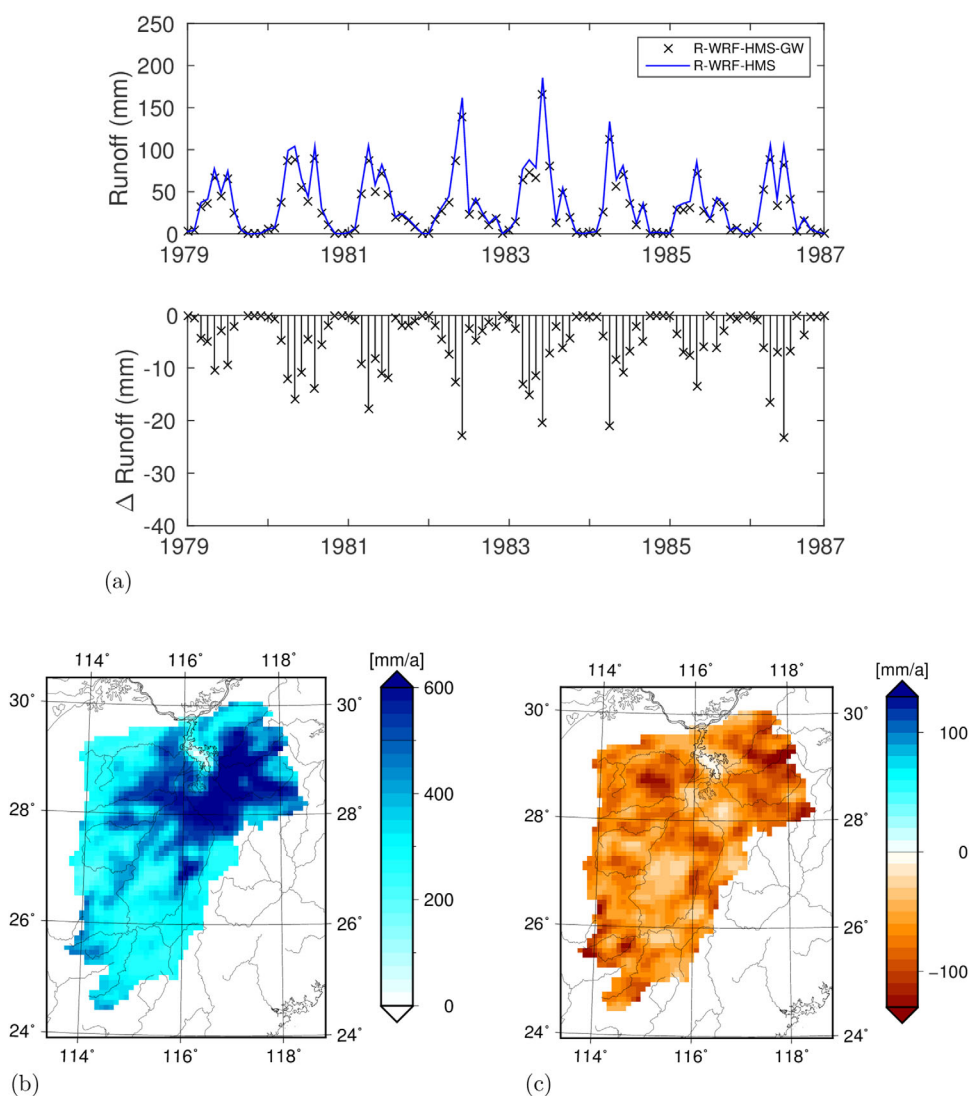 250
200
150
100
50
0
Runoff (mm)
R-WRF-HMS-GW
R-WRF-HMS
1979 1981 1983 1985 1987
0
-10
-20
-30
-40
Δ Runoff (mm)
1979 1981 1983 1985 1987
(a)
114° 116° 118° [mm/a]
30° 30°
28° 28°
26° 26°
24° 24°
114° 116° 118°
600
400
200
0
(b)
114° 116° 118° [mm/a]
30° 30°
28° 28°
26° 26°
24° 24°
114° 116° 118°
100
0
−100
(c)